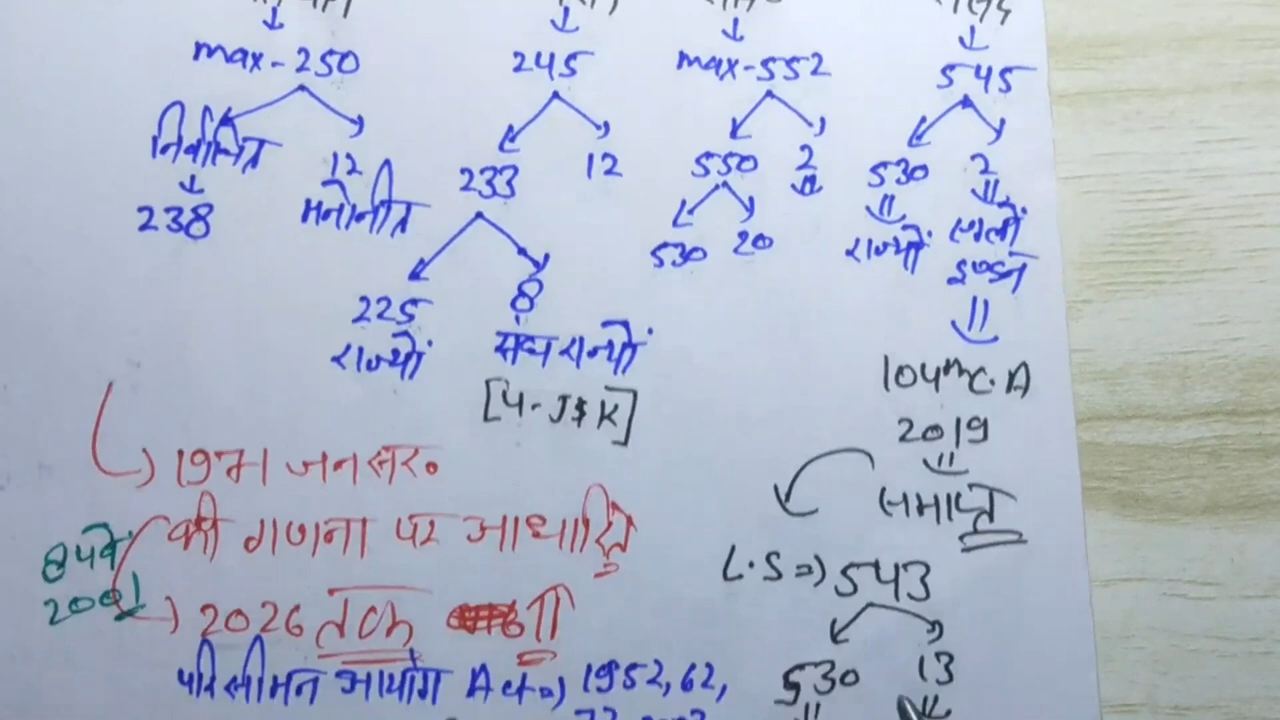 max-250 245 max-552 545
निर्वाचित 12 233 12 550 2 530 2
238 मनोनीत 530 20 राज्यों
225 8
राज्यों
[4-J$K]
104th C.A
2019
समाप्त
1971 जनसं०
की गणना पर आधारित
84वें
2001
2026 तक
L.S=) 543
530 13
परिसीमन आयोग Act=) 1952, 62,